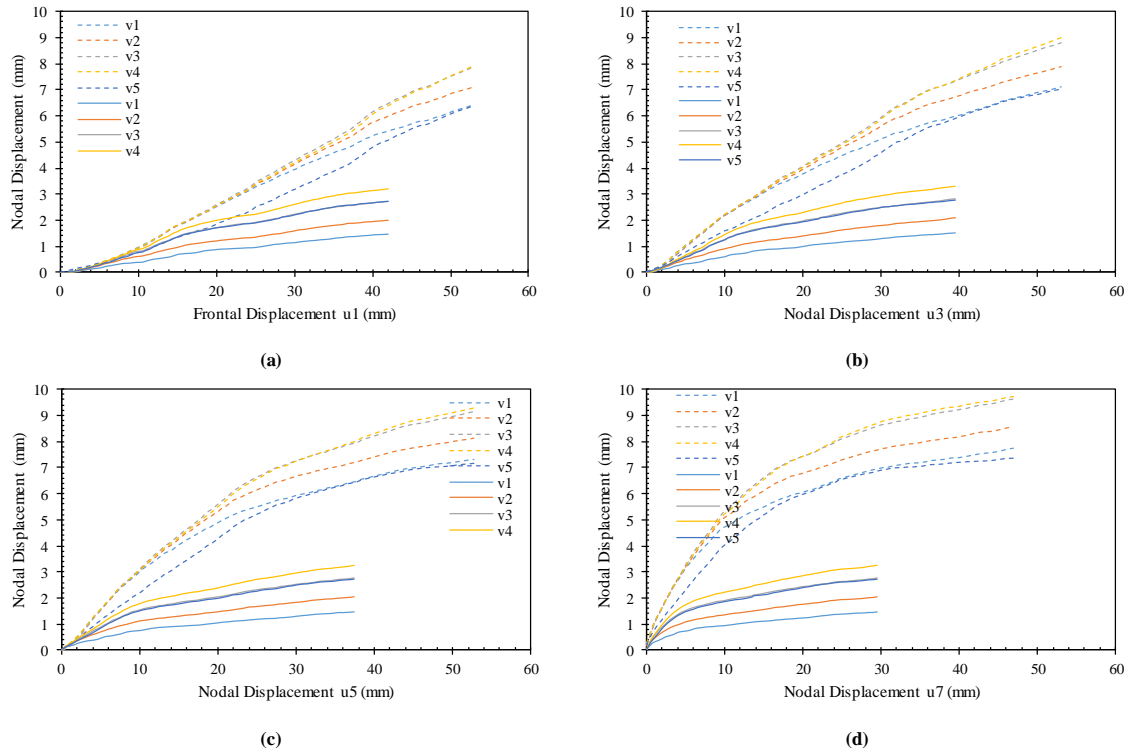 10
9
8
7
6
5
4
3
2
1
0
Nodal Displacement (mm)
v1
v2
v3
v4
v5
v1
v2
v3
v4
0 10 20 30 40 50 60
Frontal Displacement u1 (mm)
(a)
10
9
8
7
6
5
4
3
2
1
0
Nodal Displacement (mm)
v1
v2
v3
v4
v5
v1
v2
v3
v4
v5
0 10 20 30 40 50 60
Nodal Displacement u3 (mm)
(b)
10
9
8
7
6
5
4
3
2
1
0
Nodal Displacement (mm)
v1
v2
v3
v4
v5
v1
v2
v3
v4
0 10 20 30 40 50 60
Nodal Displacement u5 (mm)
(c)
10
9
8
7
6
5
4
3
2
1
0
Nodal Displacement (mm)
v1
v2
v3
v4
v5
v1
v2
v3
v4
v5
0 10 20 30 40 50 60
Nodal Displacement u7 (mm)
(d)